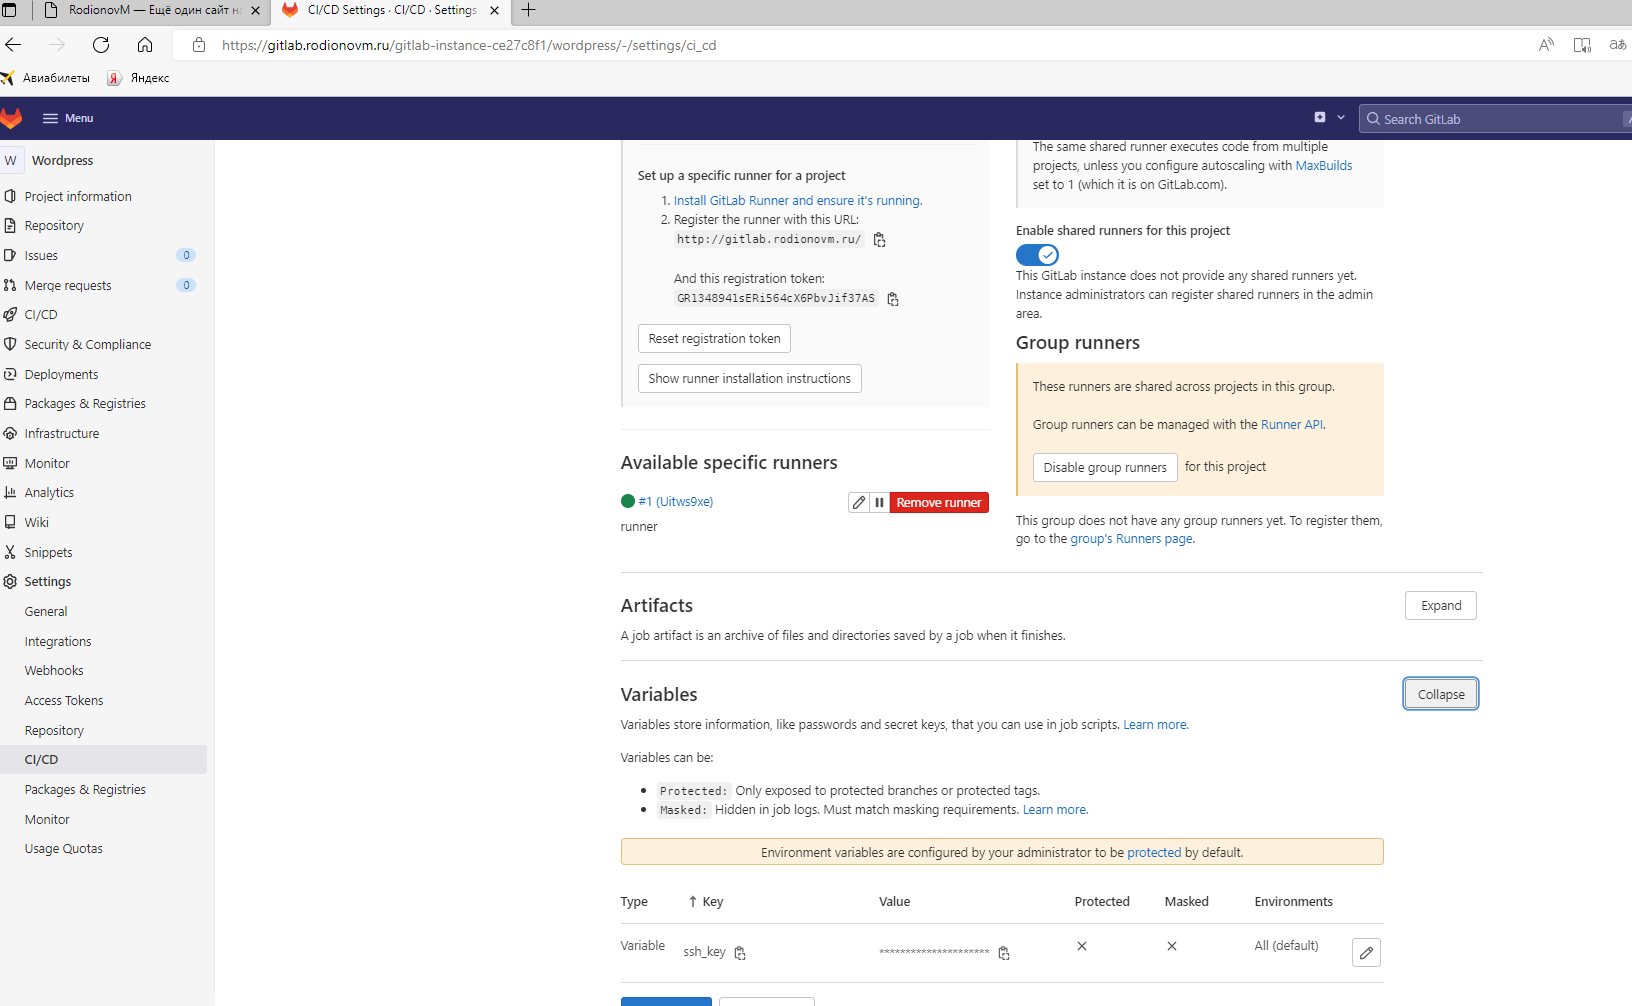 RodionovM — Ещё один сайт на
CI/CD Settings · CI/CD · Settings
https://gitlab.rodionovm.ru/gitlab-instance-ce27c8f1/wordpress/-/settings/ci_cd
Авиабилеты
Яндекс
Menu
Search GitLab
W Wordpress
Project information
Repository
Issues 0
Merge requests 0
CI/CD
Security & Compliance
Deployments
Packages & Registries
Infrastructure
Monitor
Analytics
Wiki
Snippets
Settings
General
Integrations
Webhooks
Access Tokens
Repository
CI/CD
Packages & Registries
Monitor
Usage Quotas
Set up a specific runner for a project
1. Install GitLab Runner and ensure it's running.
2. Register the runner with this URL:
http://gitlab.rodionovm.ru/
And this registration token:
GR1348941sERi564cX6PbvJif37AS
Reset registration token
Show runner installation instructions
Available specific runners
#1 (Uitws9xe)
Remove runner
runner
The same shared runner executes code from multiple
projects, unless you configure autoscaling with MaxBuilds
set to 1 (which it is on GitLab.com).
Enable shared runners for this project
This GitLab instance does not provide any shared runners yet.
Instance administrators can register shared runners in the admin
area.
Group runners
These runners are shared across projects in this group.
Group runners can be managed with the Runner API.
Disable group runners for this project
This group does not have any group runners yet. To register them,
go to the group's Runners page.
Artifacts
Expand
A job artifact is an archive of files and directories saved by a job when it finishes.
Variables
Collapse
Variables store information, like passwords and secret keys, that you can use in job scripts. Learn more.
Variables can be:
• Protected: Only exposed to protected branches or protected tags.
• Masked: Hidden in job logs. Must match masking requirements. Learn more.
Environment variables are configured by your administrator to be protected by default.
Type ↑ Key Value Protected Masked Environments
Variable ssh_key ********************* All (default)